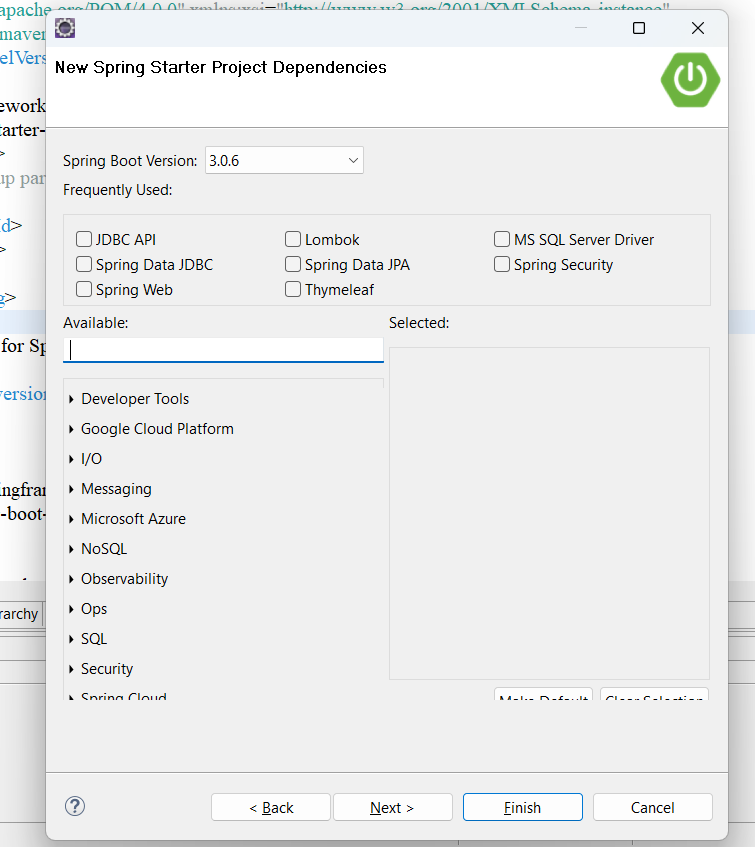 apache.org/POM/4.0.0" xmlns:xsi="http://www.w3.org/2001/XMLSchema-instance"
maven
elVers
New Spring Starter Project Dependencies
ework
tarter-
>
Spring Boot Version: 3.0.6
up par
Frequently Used:
d>
>
JDBC API
Lombok
MS SQL Server Driver
Spring Data JDBC
Spring Data JPA
Spring Security
Spring Web
Thymeleaf
g>
Available:
Selected:
for Sp
version
Developer Tools
Google Cloud Platform
I/O
Messaging
ingfran
Microsoft Azure
-boot-
NoSQL
Observability
Ops
rarchy
SQL
Security
Spring Cloud
Make Default
Clear Selection
?
< Back
Next >
Finish
Cancel